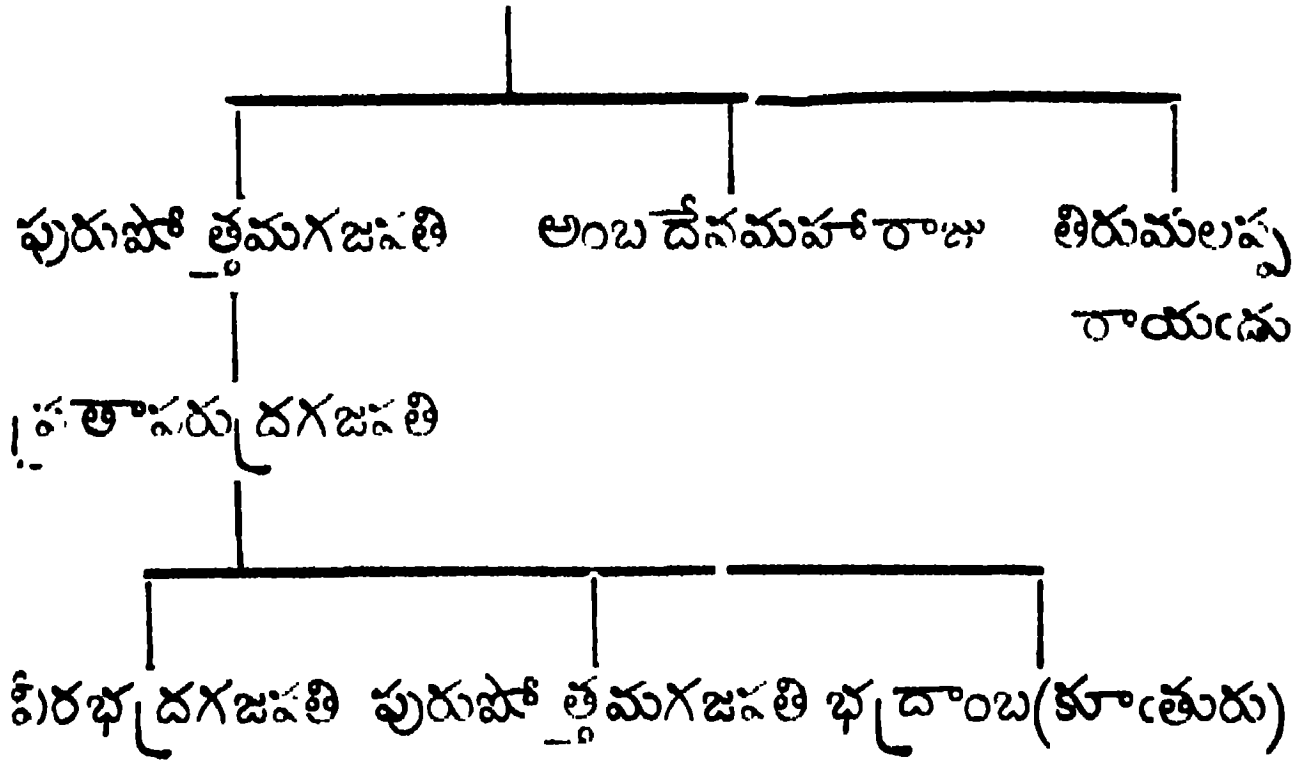 పురుషోత్తమగజపతి అంబదేవమహారాజు తిరుమలప్ప
రాయఁడు
ప్రతాపరుద్రగజపతి
వీరభద్రగజపతి పురుషోత్తమగజపతి భద్రాంబ(కూఁతురు)